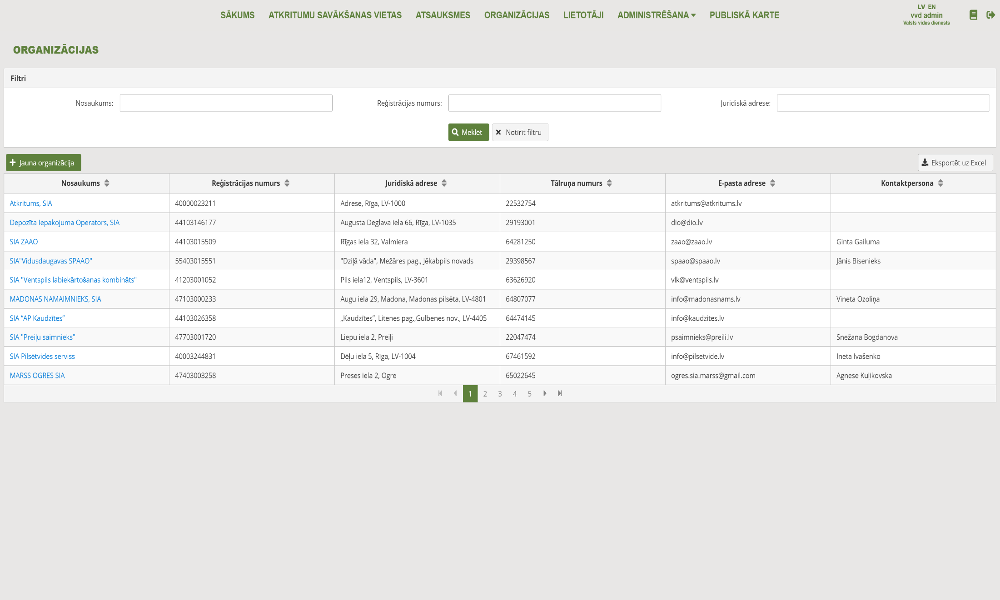 SĀKUMS ATKRITUMU SAVĀKŠANAS VIETAS ATSAUKSMES ORGANIZĀCIJAS LIETOTĀJI ADMINISTRĒŠANA PUBLISKĀ KARTE
LV EN
vvd admin
Valsts vides dienests
ORGANIZĀCIJAS
Filtri
Nosaukums: Reģistrācijas numurs: Juridiskā adrese:
Meklēt Notīrīt filtru
Jauna organizācija Eksportēt uz Excel
Nosaukums Reģistrācijas numurs Juridiskā adrese Tālruņa numurs E-pasta adrese Kontaktpersona
Atkritums, SIA 40000023211 Adrese, Rīga, LV-1000 22532754 atkritums@atkritums.lv
Depozīta Iepakojuma Operators, SIA 44103146177 Augusta Deglava iela 66, Rīga, LV-1035 29193001 dio@dio.lv
SIA ZAAO 44103015509 Rīgas iela 32, Valmiera 64281250 zaao@zaao.lv Ginta Gailuma
SIA"Vidusdaugavas SPAAO" 55403015551 "Dziļā vāda", Mežāres pag., Jēkabpils novads 29398567 spaao@spaao.lv Jānis Bisenieks
SIA "Ventspils labiekārtošanas kombināts" 41203001052 Pils iela12, Ventspils, LV-3601 63626920 vlk@ventspils.lv
MADONAS NAMAIMNIEKS, SIA 47103000233 Augu iela 29, Madona, Madonas pilsēta, LV-4801 64807077 info@madonasnams.lv Vineta Ozoliņa
SIA “AP Kaudzītes” 44103026358 „Kaudzītes”, Litenes pag.,Gulbenes nov., LV-4405 64474145 info@kaudzites.lv
SIA "Preiļu saimnieks" 47703001720 Liepu iela 2, Preiļi 22047474 psaimnieks@preili.lv Snežana Bogdanova
SIA Pilsētvides serviss 40003244831 Dēļu iela 5, Rīga, LV-1004 67461592 info@pilsetvide.lv Ineta Ivašenko
MARSS OGRES SIA 47403003258 Preses iela 2, Ogre 65022645 ogres.sia.marss@gmail.com Agnese Kuļikovska
1 2 3 4 5